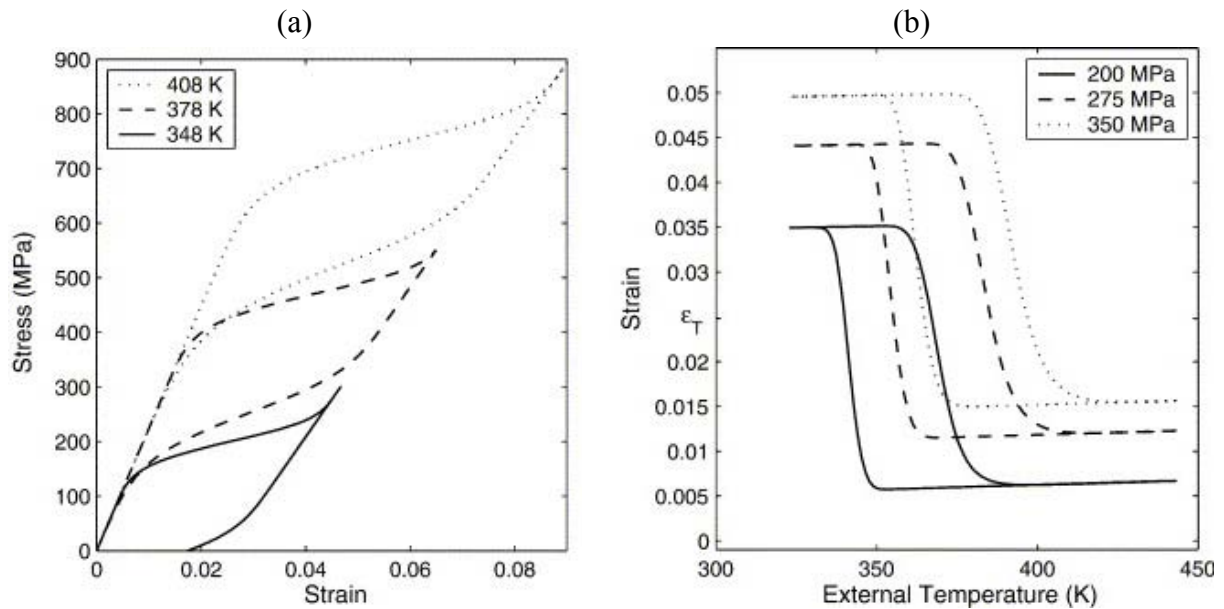 (a)
900
800
700
600
500
400
300
200
100
0
Stress (MPa)
408 K
378 K
348 K
0
0.02
0.04
0.06
0.08
Strain
(b)
0.05
0.045
0.04
0.035
0.03
Strain
0.025
εT
0.02
0.015
0.01
0.005
0
200 MPa
275 MPa
350 MPa
300
350
400
450
External Temperature (K)